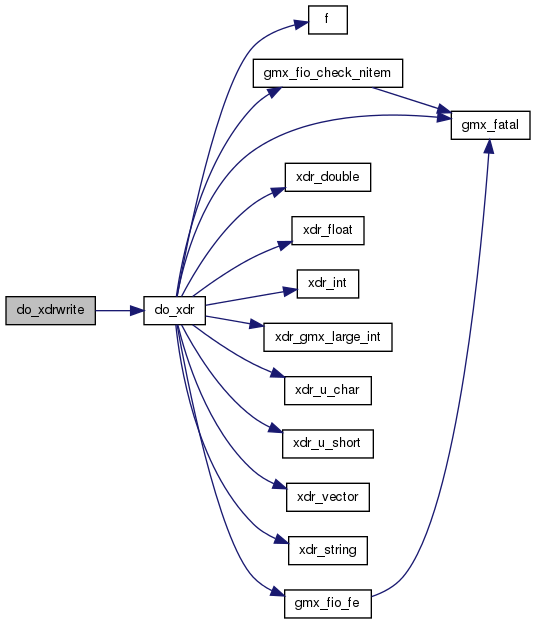 f
gmx_fio_check_nitem
gmx_fatal
xdr_double
xdr_float
xdr_int
do_xdrwrite
do_xdr
xdr_gmx_large_int
xdr_u_char
xdr_u_short
xdr_vector
xdr_string
gmx_fio_fe